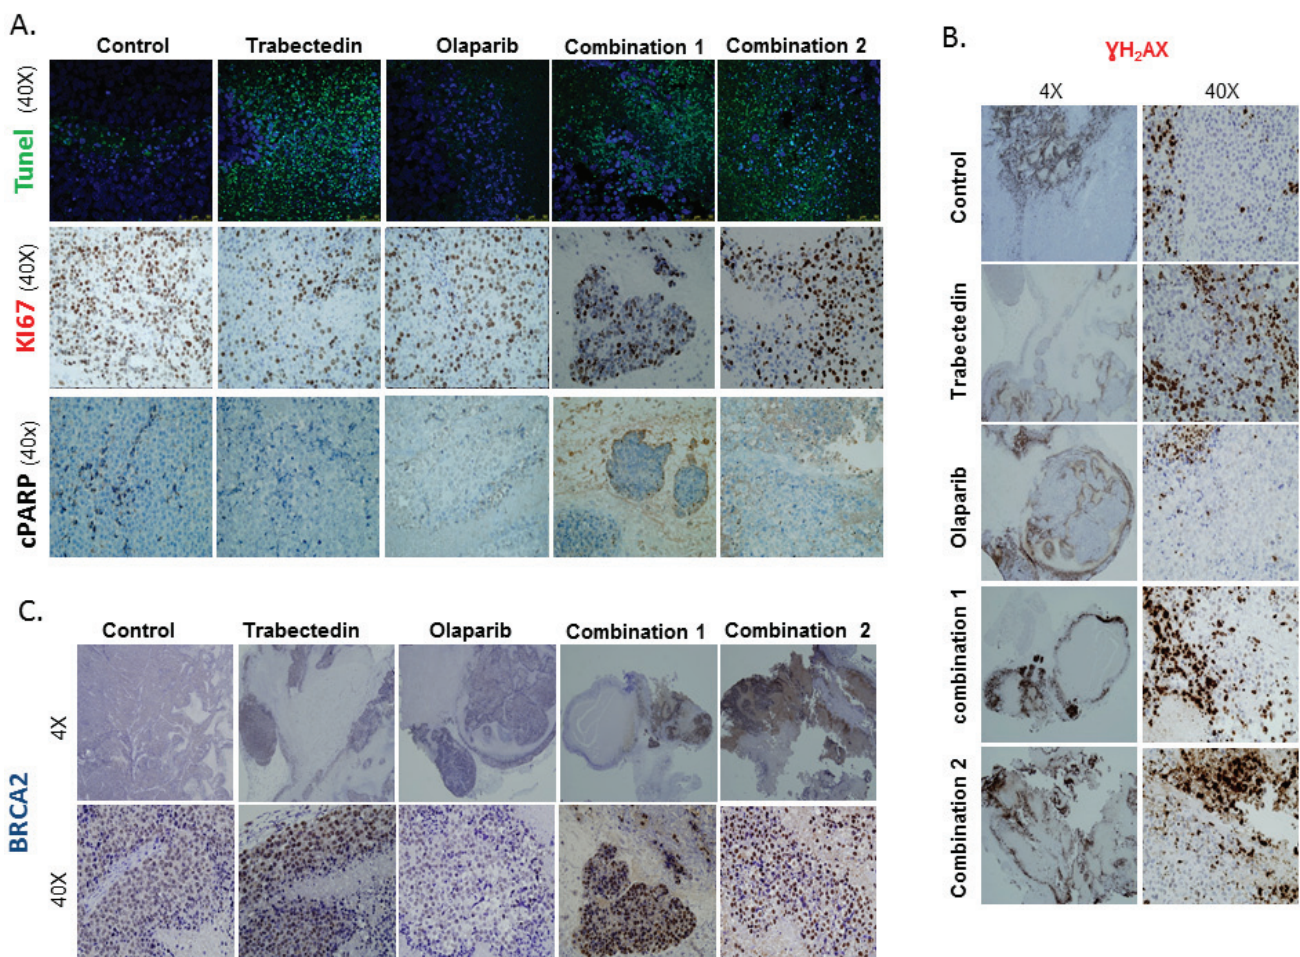 A.
Control Trabectedin Olaparib Combination 1 Combination 2
Tunel (40X)
KI67 (40X)
cPARP (40x)
B.
ɣH₂AX
4X 40X
Control
Trabectedin
Olaparib
combination 1
Combination 2
C.
Control Trabectedin Olaparib Combination 1 Combination 2
BRCA2
4X
40X